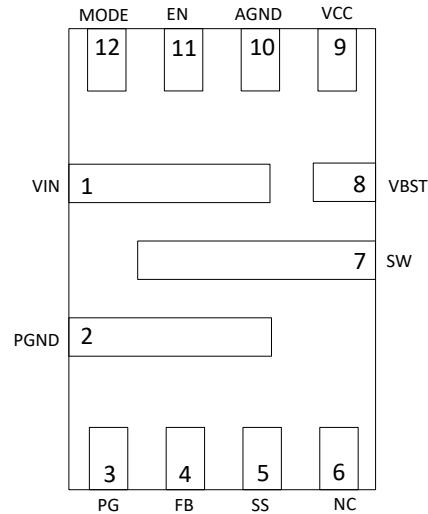 MODE EN AGND VCC
12 11 10 9
VIN 1 8 VBST
7 SW
PGND 2
3 4 5 6
PG FB SS NC